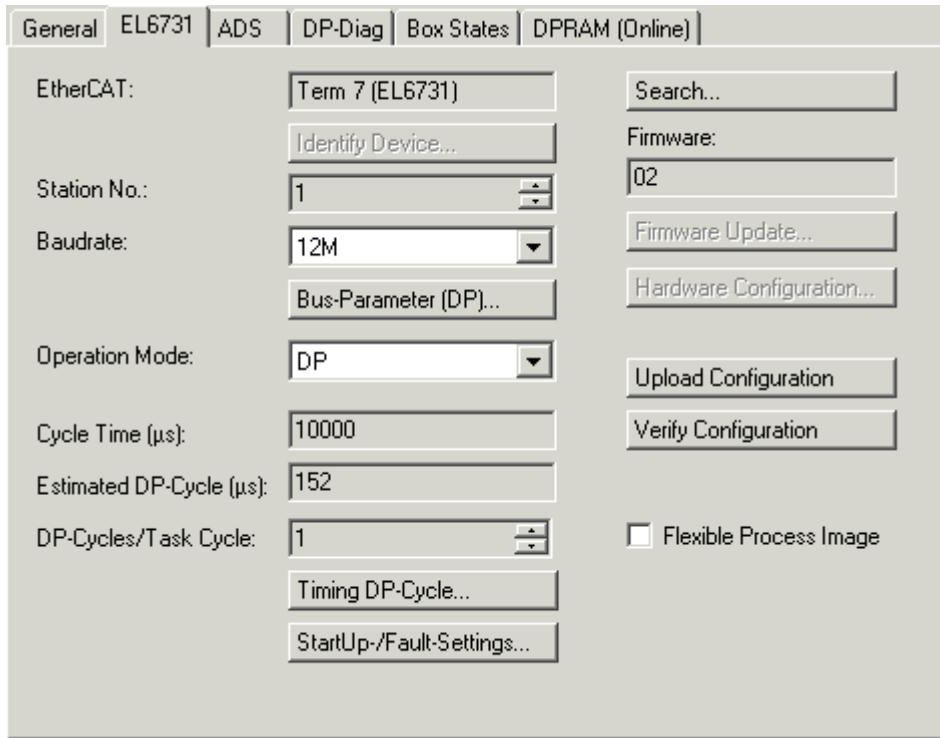 General EL6731 ADS DP-Diag Box States DPRAM (Online)
EtherCAT: Term 7 (EL6731) Search...
Identify Device... Firmware:
Station No.: 1 02
Baudrate: 12M Firmware Update...
Bus-Parameter (DP)... Hardware Configuration...
Operation Mode: DP Upload Configuration
Cycle Time (µs): 10000 Verify Configuration
Estimated DP-Cycle (µs): 152
DP-Cycles/Task Cycle: 1 Flexible Process Image
Timing DP-Cycle...
StartUp-/Fault-Settings...